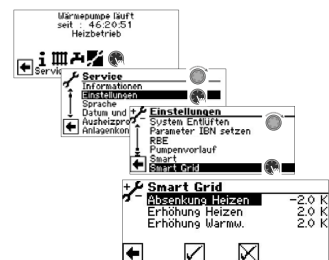 Wärmepumpe läuft
seit : 46:20:51
Heizbetrieb
Servic
Service
Informationen
Einstellungen
Sprache
Datum und
Ausheizpro
Anlagenkon
Einstellungen
System Entlüften
Parameter IBN setzen
RBE
Pumpenvorlauf
Smart
Smart Grid
Smart Grid
Absenkung Heizen -2.0 K
Erhöhung Heizen 2.0 K
Erhöhung Warmw. 2.0 K